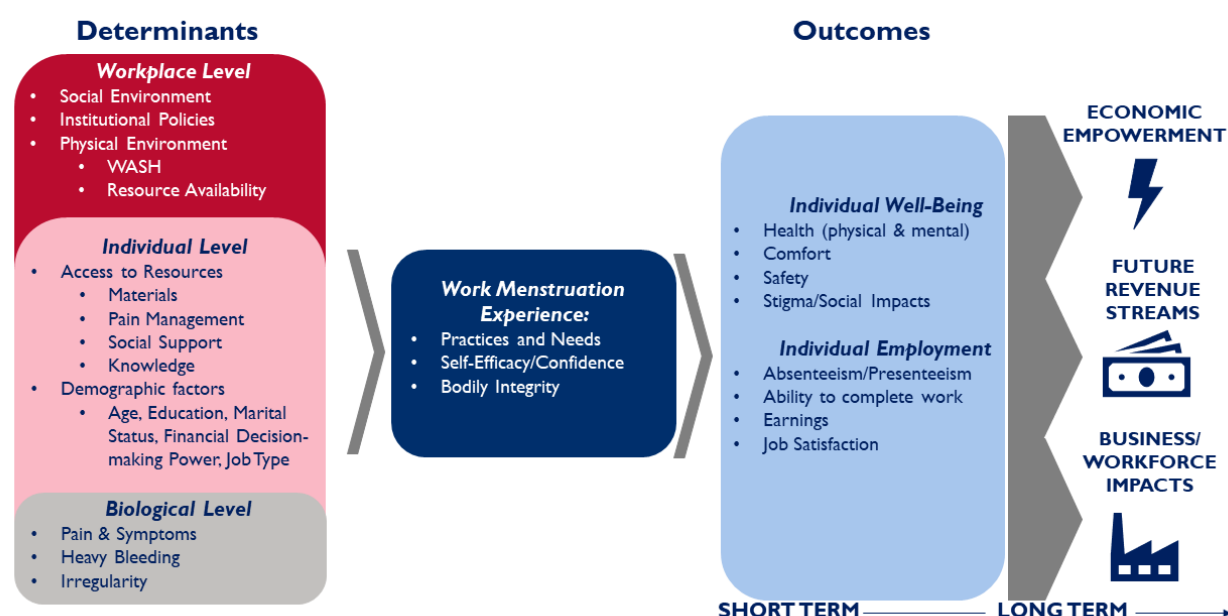 Determinants
Workplace Level
• Social Environment
• Institutional Policies
• Physical Environment
• WASH
• Resource Availability
Individual Level
• Access to Resources
• Materials
• Pain Management
• Social Support
• Knowledge
• Demographic factors
• Age, Education, Marital
Status, Financial Decision-
making Power, Job Type
Biological Level
• Pain & Symptoms
• Heavy Bleeding
• Irregularity
Work Menstruation
Experience:
• Practices and Needs
• Self-Efficacy/Confidence
• Bodily Integrity
Outcomes
Individual Well-Being
• Health (physical & mental)
• Comfort
• Safety
• Stigma/Social Impacts
Individual Employment
• Absenteeism/Presenteeism
• Ability to complete work
• Earnings
• Job Satisfaction
ECONOMIC
EMPOWERMENT
FUTURE
REVENUE
STREAMS
BUSINESS/
WORKFORCE
IMPACTS
SHORT TERM
LONG TERM